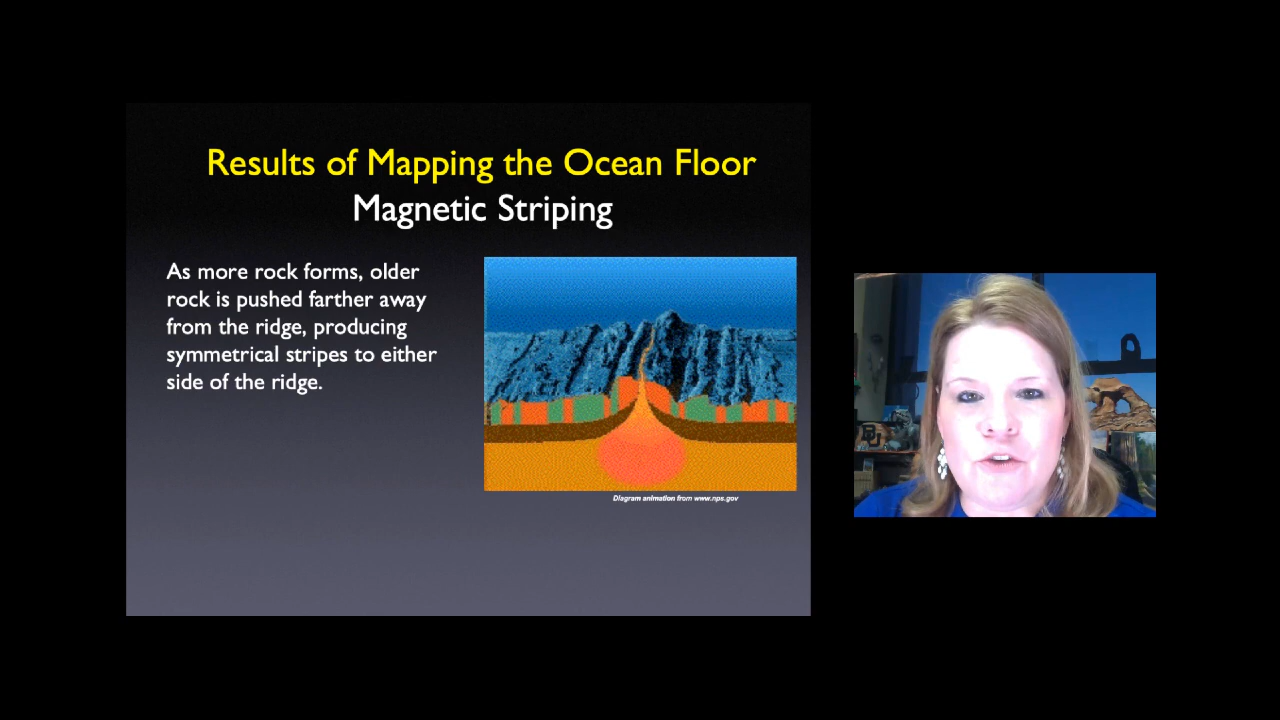 Results of Mapping the Ocean Floor
Magnetic Striping
As more rock forms, older
rock is pushed farther away
from the ridge, producing
symmetrical stripes to either
side of the ridge.
Diagram animation from www.nps.gov